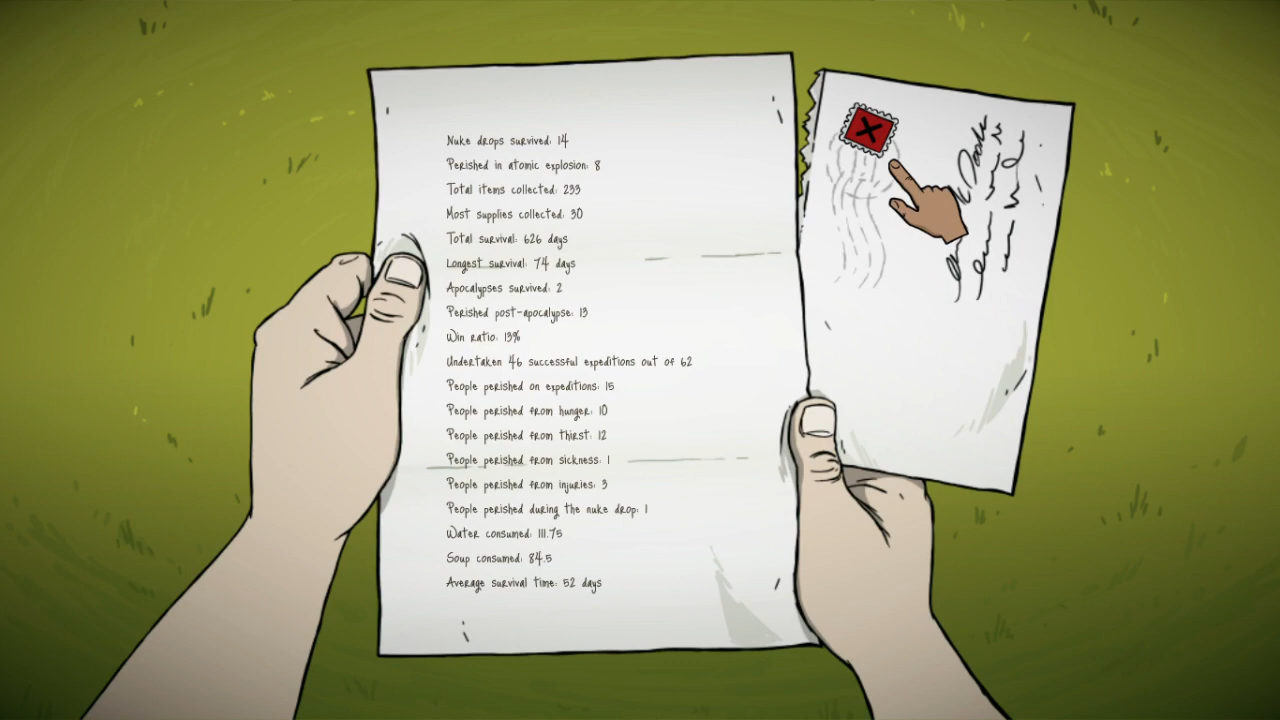 Nuke drops survived: 14
Perished in atomic explosion: 8
Total items collected: 233
Most supplies collected: 30
Total survival: 626 days
Longest survival: 74 days
Apocalypses survived: 2
Perished post-apocalypse: 13
Win ratio: 13%
Undertaken 46 successful expeditions out of 62
People perished on expeditions: 15
People perished from hunger: 10
People perished from thirst: 12
People perished from sickness: 1
People perished from injuries: 3
People perished during the nuke drop: 1
Water consumed: 111.75
Soup consumed: 84.5
Average survival time: 52 days